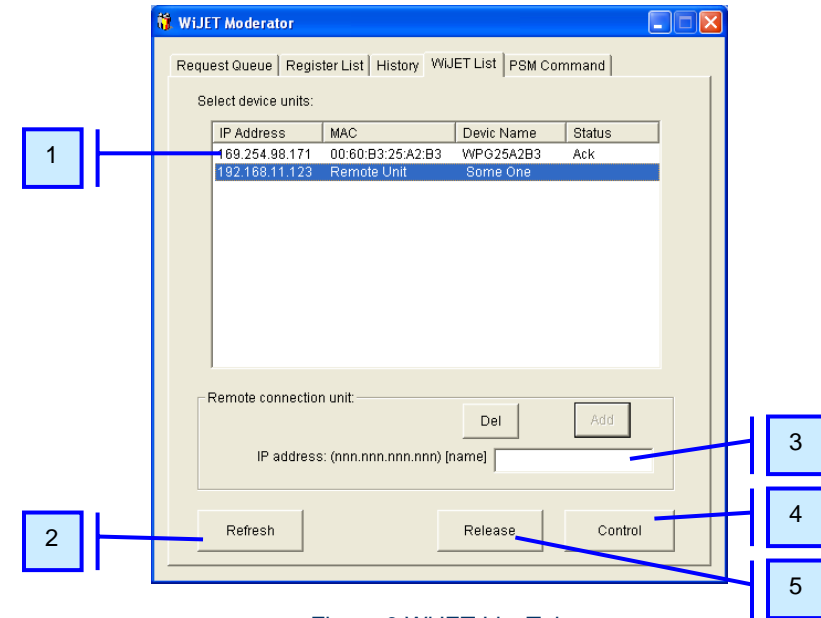 WiJET Moderator
Request Queue Register List History WiJET List PSM Command
Select device units:
IP Address MAC Devic Name Status
1
169.254.98.171 00:60:B3:25:A2:B3 WPG25A2B3 Ack
192.168.11.123 Remote Unit Some One
Remote connection unit:
Del Add
3
IP address: (nnn.nnn.nnn.nnn) [name]
4
2
Refresh Release Control
5